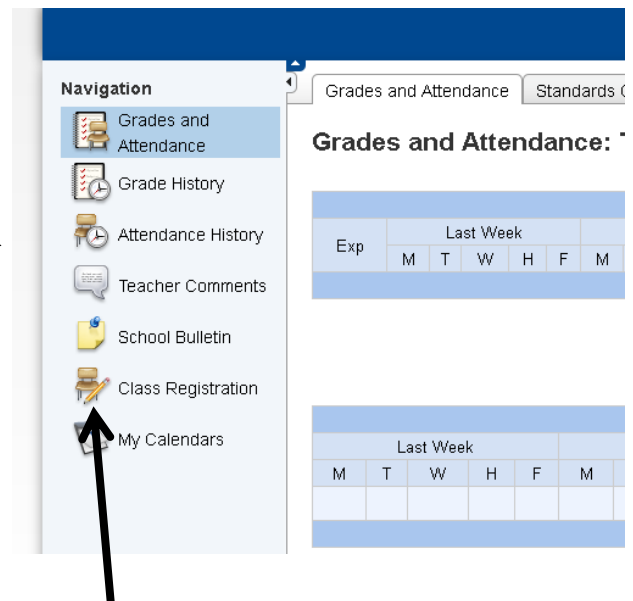 Navigation
Grades and
Attendance
Grade History
Attendance History
Teacher Comments
School Bulletin
Class Registration
My Calendars
Grades and Attendance Standards
Grades and Attendance:
Exp Last Week
M T W H F M
Last Week
M T W H F M